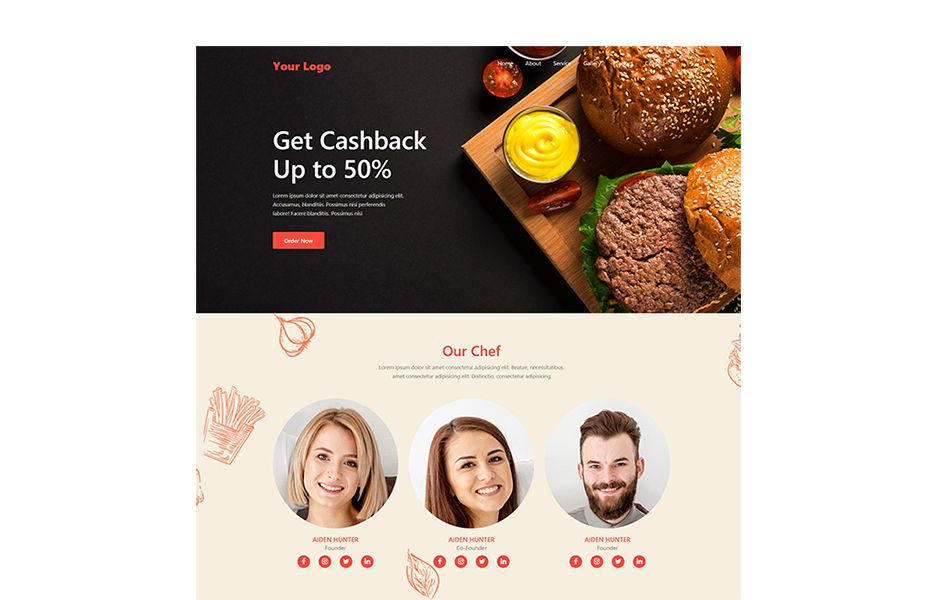 Your Logo
Home About Service Gallery
Get Cashback
Up to 50%
Lorem ipsum dolor sit amet consectetur adipisicing elit.
Accusamus, blanditiis. Possimus nisi perferendis
labore! Facere,blanditiis. Possimus nisi
Order Now
Our Chef
Lorem ipsum dolor sit amet consectetur adipisicing elit. Beatae, necessitatibus.
amet consectetur adipisicing elit. Distinctio, consectetur adipisicing
AIDEN HUNTER AIDEN HUNTER AIDEN HUNTER
Founder Co-Founder Founder